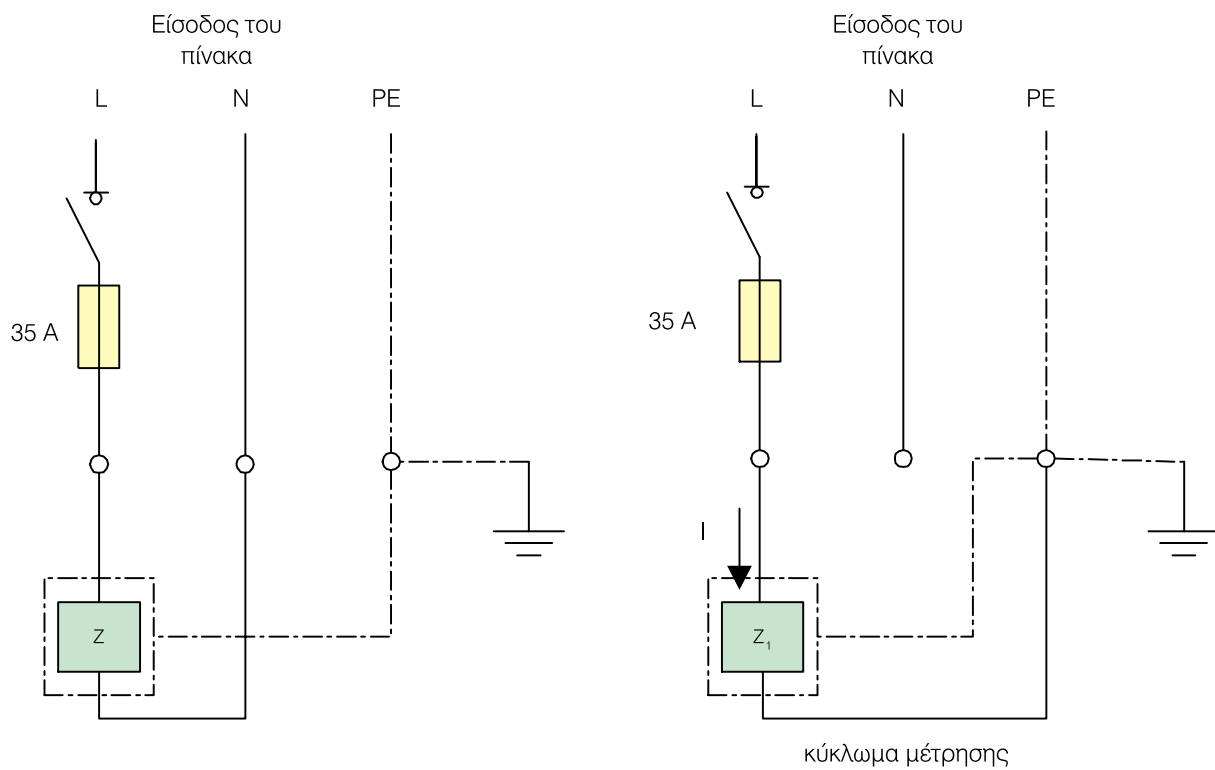 Είσοδος του
πίνακα
L N PE
35 A
Z
Είσοδος του
πίνακα
L N PE
35 A
I
Z₁
κύκλωμα μέτρησης